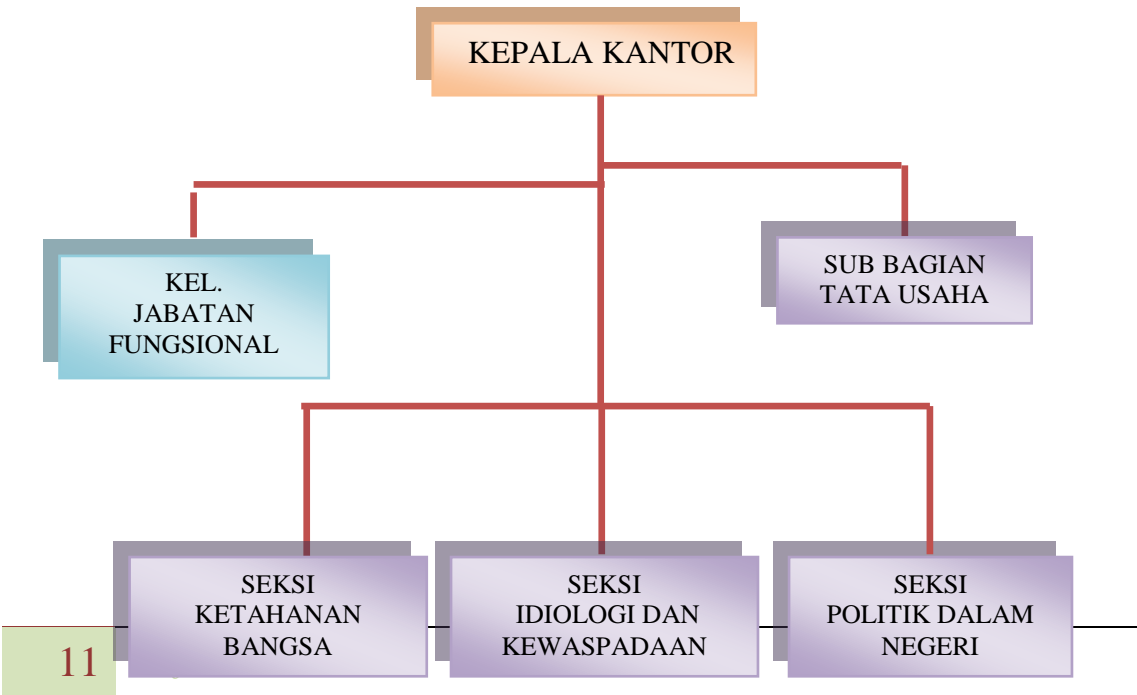 KEPALA KANTOR
KEL.
JABATAN
FUNGSIONAL
SUB BAGIAN
TATA USAHA
SEKSI
KETAHANAN
BANGSA
SEKSI
IDIOLOGI DAN
KEWASPADAAN
SEKSI
POLITIK DALAM
NEGERI
11